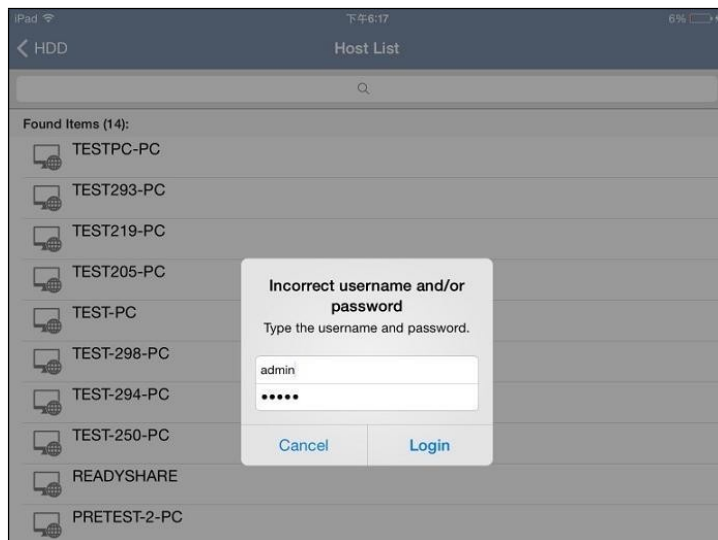 iPad 下午6:17 6%
HDD Host List
Found Items (14):
TESTPC-PC
TEST293-PC
TEST219-PC
TEST205-PC
TEST-PC
TEST-298-PC
TEST-294-PC
TEST-250-PC
READYSHARE
PRETEST-2-PC
Incorrect username and/or
password
Type the username and password.
admin
•••••
Cancel Login